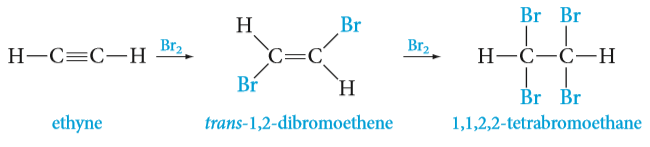 H Br Br Br
H—C≡C—H Br₂ C=C Br₂ H—C—C—H
Br H Br Br
ethyne trans-1,2-dibromoethene 1,1,2,2-tetrabromoethane